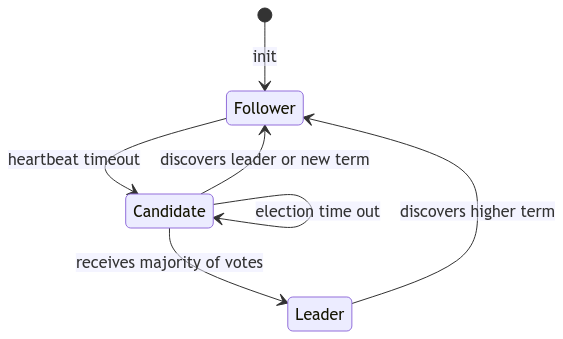 init
Follower
heartbeat timeout
discovers leader or new term
Candidate
election time out
discovers higher term
receives majority of votes
Leader